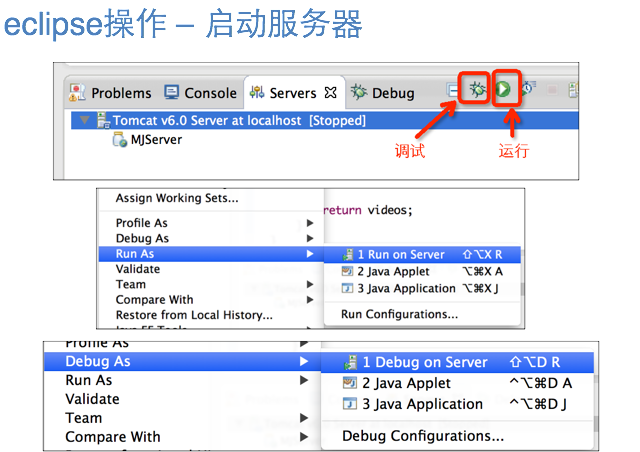 eclipse操作 – 启动服务器
Problems Console Servers Debug
Tomcat v6.0 Server at localhost [Stopped]
MJServer
调试 运行
Assign Working Sets...
return videos;
Profile As
Debug As
Run As
1 Run on Server ⇧⌥X R
Validate
2 Java Applet ⌥⌘X A
Team
3 Java Application ⌥⌘X J
Compare With
Restore from Local History...
Run Configurations...
Java EE Tools
Profile As
Debug As
1 Debug on Server ⇧⌥D R
Run As
2 Java Applet ^⌥⌘D A
Validate
3 Java Application ^⌥⌘D J
Team
Compare With
Debug Configurations...